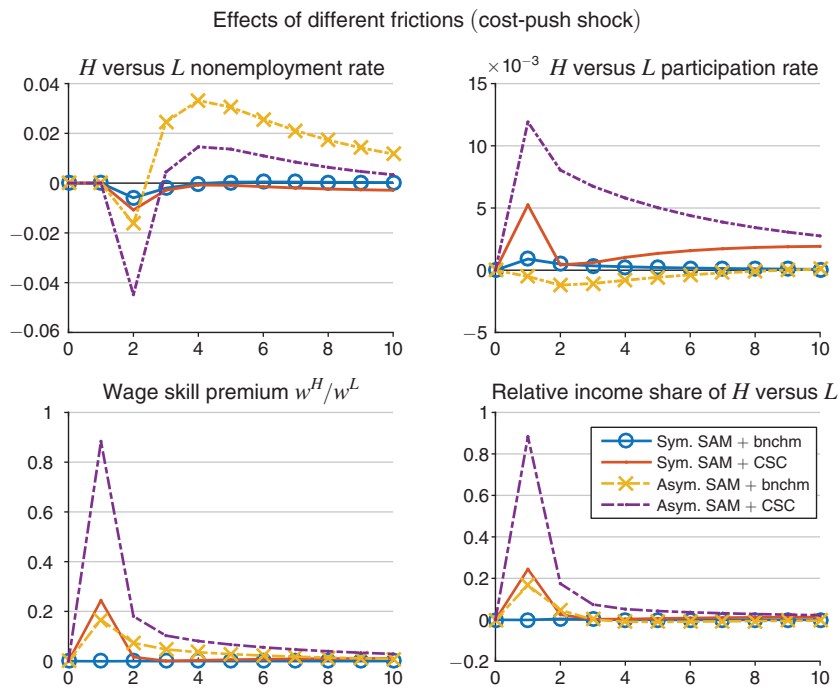 Effects of different frictions (cost-push shock)
H versus L nonemployment rate
0.04
0.02
0
−0.02
−0.04
−0.06
0 2 4 6 8 10
×10⁻³ H versus L participation rate
15
10
5
0
−5
0 2 4 6 8 10
Wage skill premium w^H/w^L
1
0.8
0.6
0.4
0.2
0
0 2 4 6 8 10
Relative income share of H versus L
1
0.8
0.6
0.4
0.2
0
−0.2
0 2 4 6 8 10
Sym. SAM + bnchm
Sym. SAM + CSC
Asym. SAM + bnchm
Asym. SAM + CSC